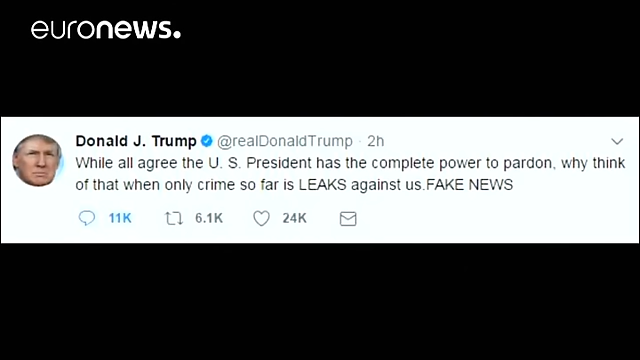 euronews.
Donald J. Trump @realDonaldTrump · 2h
While all agree the U. S. President has the complete power to pardon, why think
of that when only crime so far is LEAKS against us.FAKE NEWS
11K 6.1K 24K